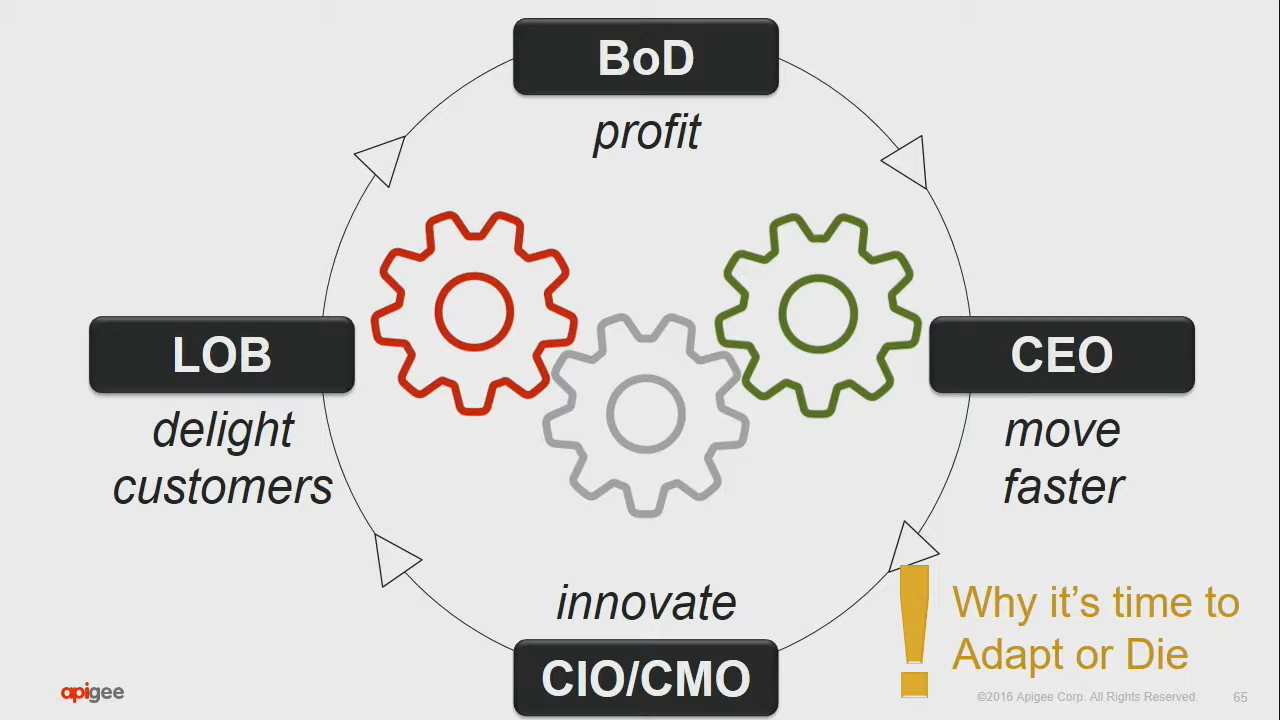 BoD
profit
LOB
delight
customers
CEO
move
faster
innovate
CIO/CMO
Why it's time to
Adapt or Die
apigee
©2016 Apigee Corp. All Rights Reserved.
65